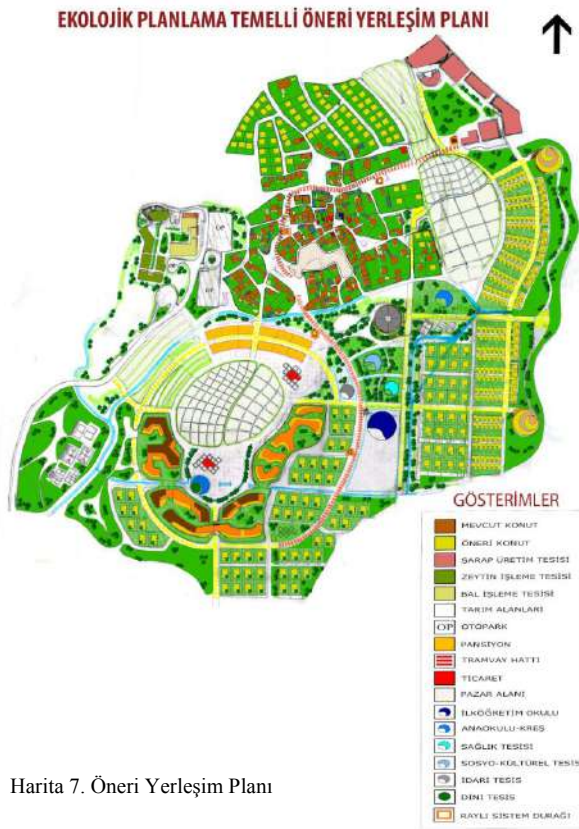 EKOLOJİK PLANLAMA TEMELLİ ÖNERİ YERLEŞİM PLANI
GÖSTERİMLER
MEVCUT KONUT
ÖNERİ KONUT
ŞARAP ÜRETİM TESİSİ
ZEYTİN İŞLEME TESİSİ
BAL İŞLEME TESİSİ
TARIM ALANLARI
OP OTOPARK
PANSİYON
TRAMVAY HATTI
TİCARET
PAZAR ALANI
İLKÖĞRETİM OKULU
ANAOKULU-KREŞ
SAĞLIK TESİSİ
SOSYO-KÜLTÜREL TESİS
İDARİ TESİS
DİNİ TESİS
RAYLI SİSTEM DURAĞI
Harita 7. Öneri Yerleşim Planı